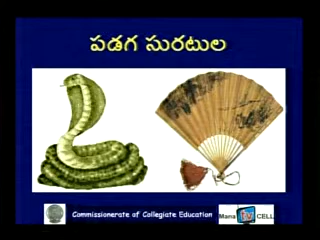 పడగ సురటుల
Commissionerate of Collegiate Education
Mana tv CELL